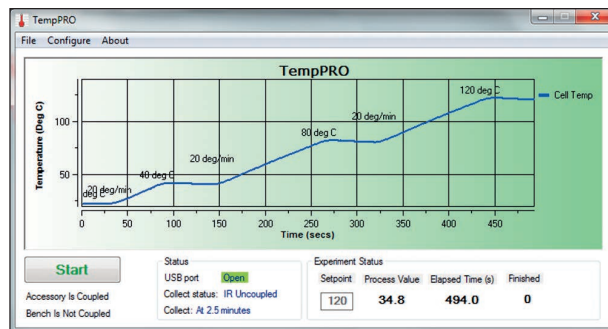 TempPRO
File Configure About
TempPRO
Temperature (Deg C)
100
50
deg C
20 deg/min
40 deg C
20 deg/min
80 deg C
20 deg/min
120 deg C
Cell Temp
0 50 100 150 200 250 300 350 400 450
Time (secs)
Start
Accessory Is Coupled
Bench Is Not Coupled
Status
USB port Open
Collect status: IR Uncoupled
Collect: At 2.5 minutes
Experiment Status
Setpoint Process Value Elapsed Time (s) Finished
120 34.8 494.0 0